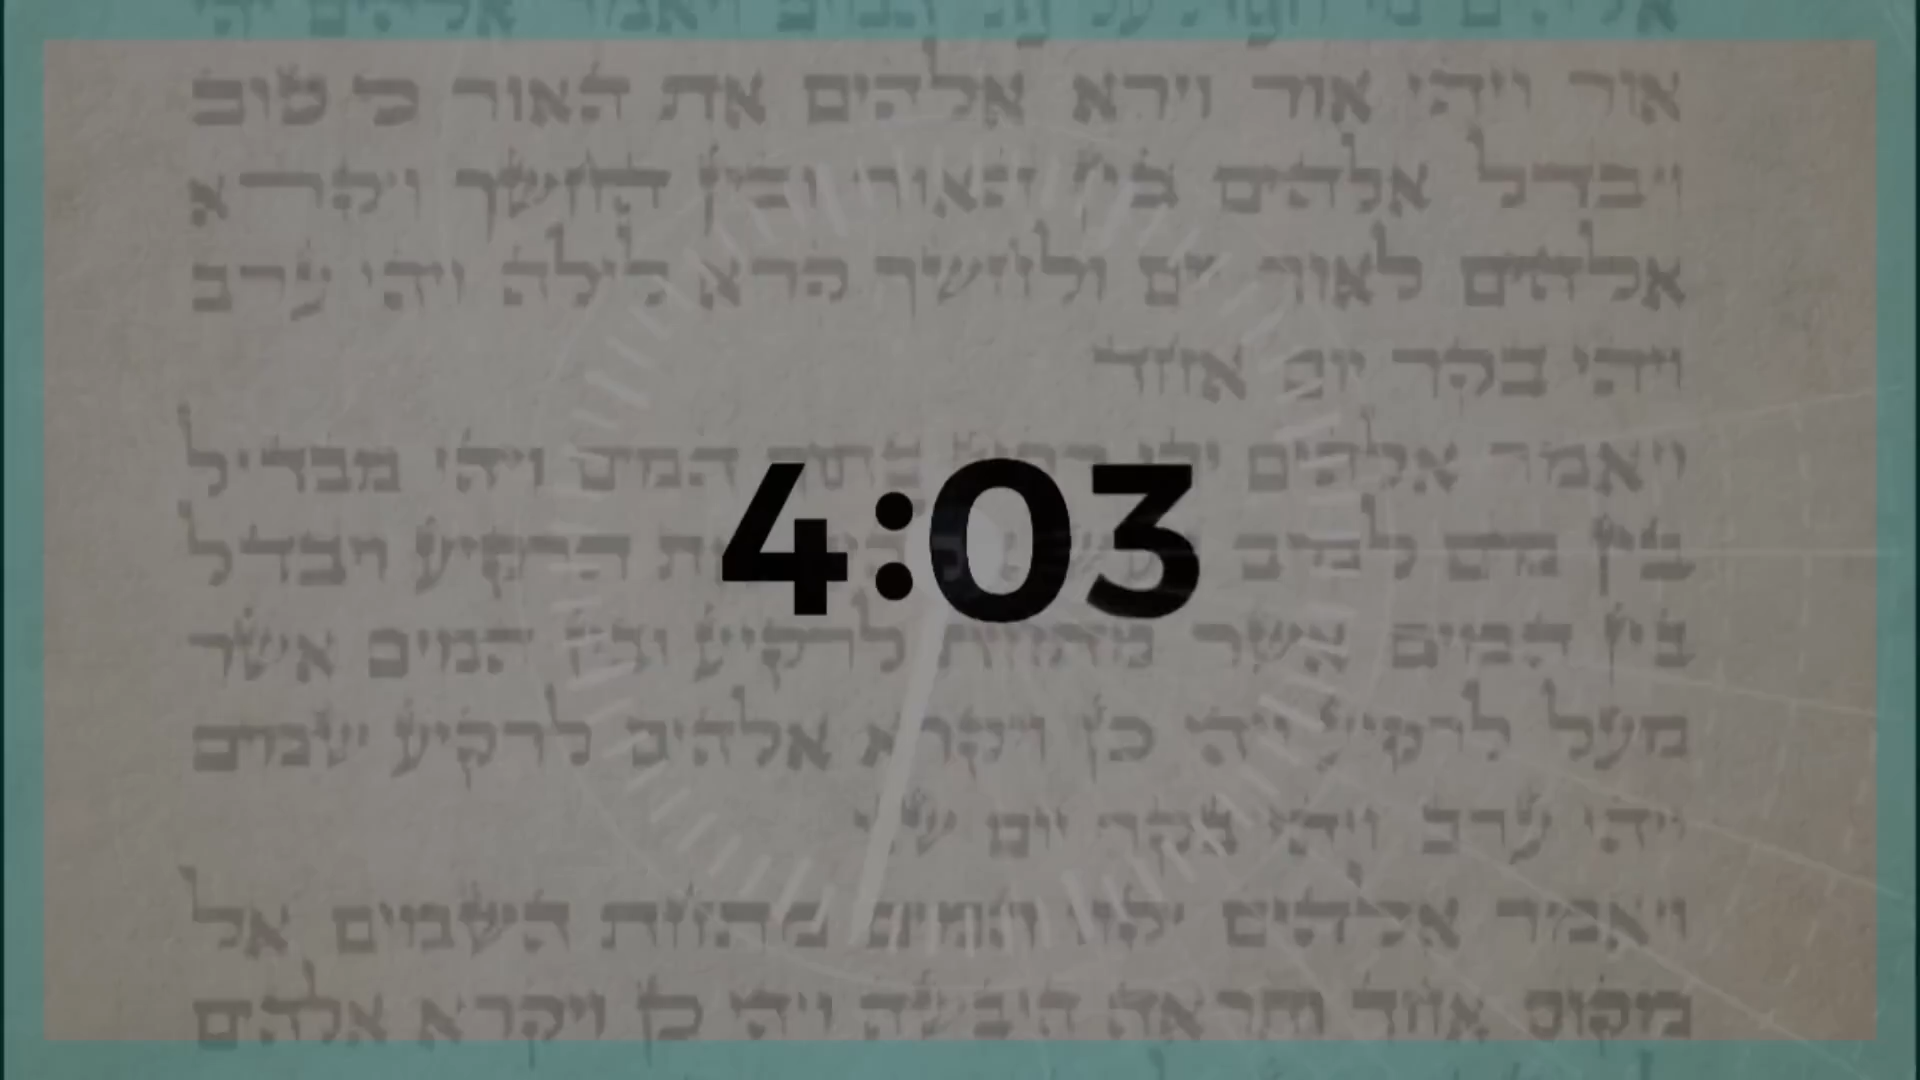 אור ויהי אור וירא אלהים את האור כי טוב
ויבדל אלהים בין האור ובין החשך ויקרא
אלהים לאור יום ולחשך קרא לילה ויהי ערב
ויהי בקר יום אחד
ויאמר אלהים יהי רקיע בתוך המים ויהי מבדיל
4:03
בין מים למים הרקיע ויבדל
בין המים אשר מתחת לרקיע ובין המים אשר
מעל לרקיע ויהי כן ויקרא אלהים לרקיע שמים
ויהי ערב ויהי בקר יום שני
ויאמר אלהים יקוו המים מתחת השמים אל
מקום אחד ותראה היבשה ויהי כן ויקרא אלהים